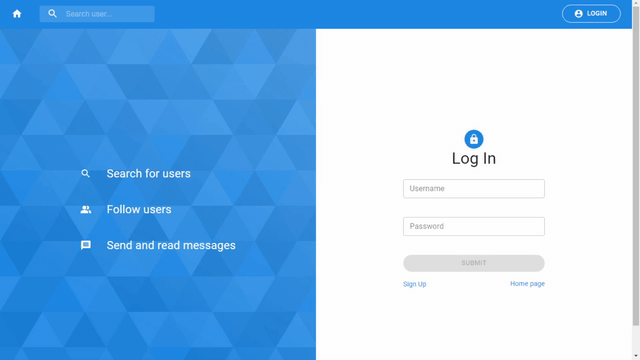 Search user...
LOGIN
Search for users
Follow users
Send and read messages
Log In
Username
Password
SUBMIT
Sign Up
Home page